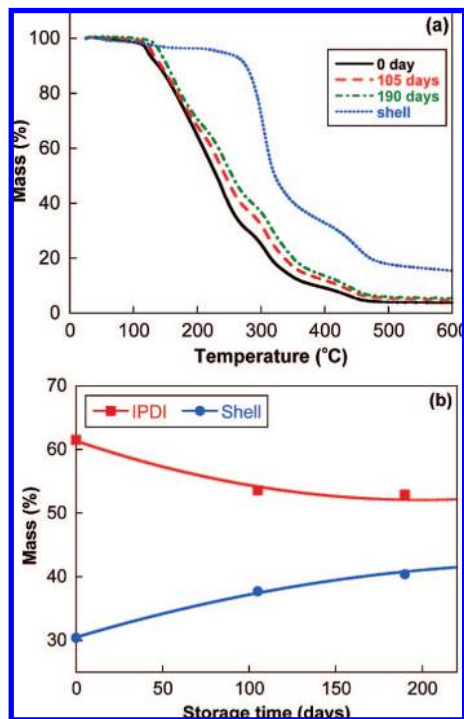 (a)
100
80
60
40
20
0
Mass (%)
0 day
105 days
190 days
shell
0 100 200 300 400 500 600
Temperature (°C)
(b)
70
60
50
40
30
Mass (%)
IPDI Shell
0 50 100 150 200
Storage time (days)